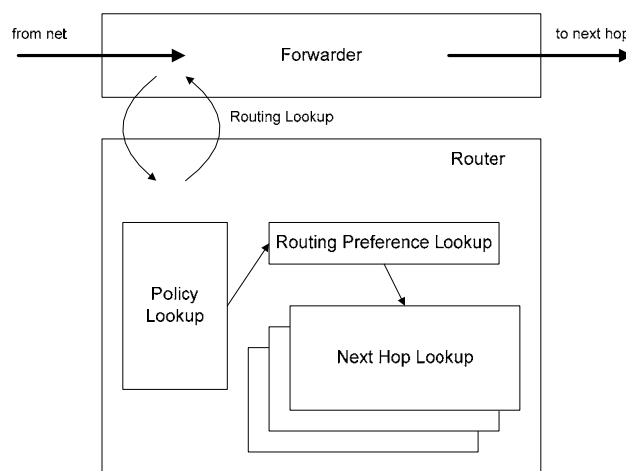 from net
to next hop
Forwarder
Routing Lookup
Router
Routing Preference Lookup
Policy
Lookup
Next Hop Lookup